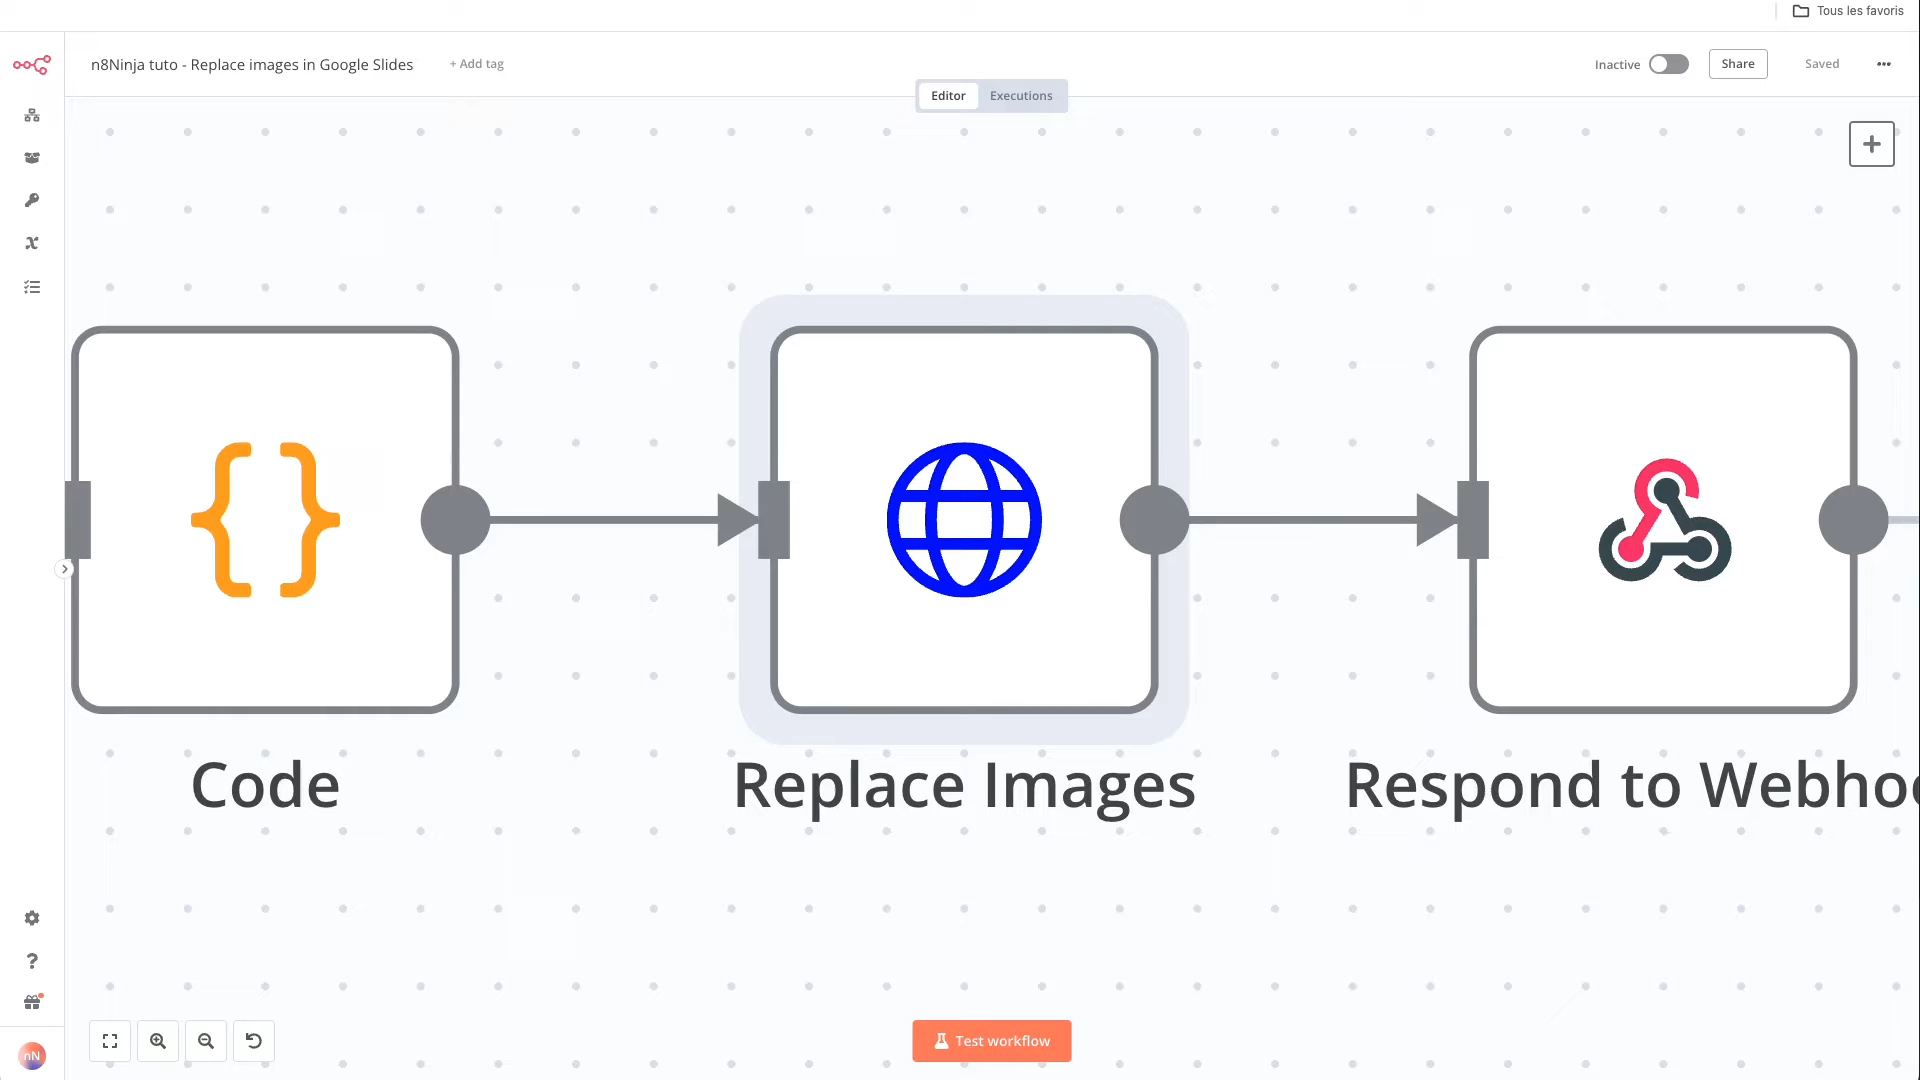 Tous les favoris
n8Ninja tuto - Replace images in Google Slides
+ Add tag
Inactive
Share
Saved
Editor
Executions
Code
Replace Images
Respond to
Test workflow
nN